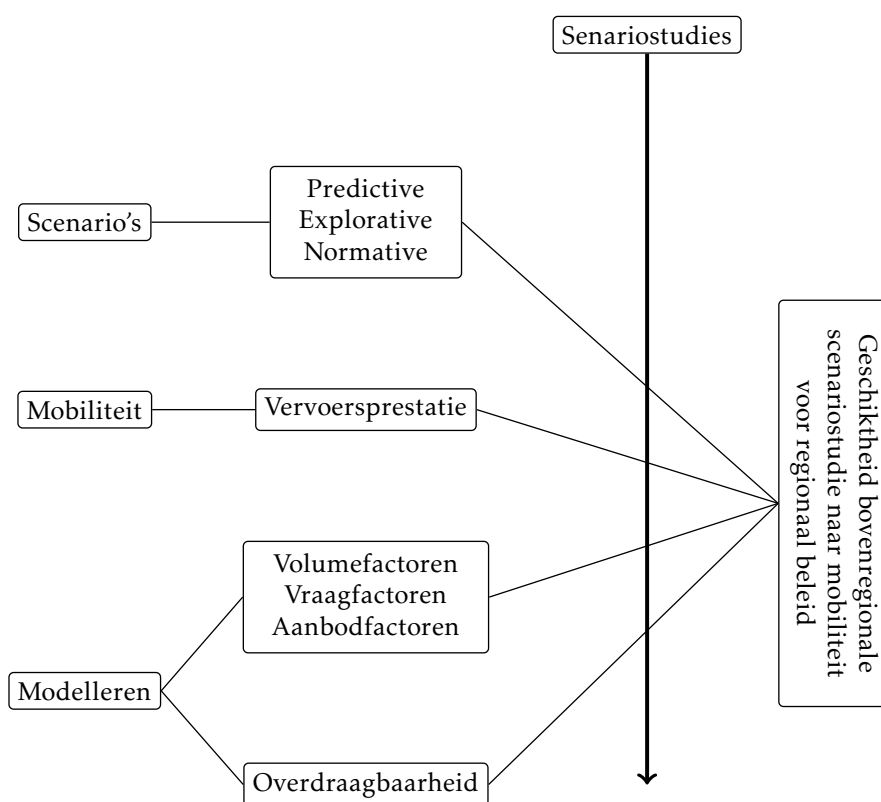 Senariostudies
Scenario's
Predictive
Explorative
Normative
Mobiliteit
Vervoersprestatie
Volumefactoren
Vraagfactoren
Aanbodfactoren
Modelleren
Overdraagbaarheid
Geschiktheid bovenregionale
scenariostudie naar mobiliteit
voor regionaal beleid